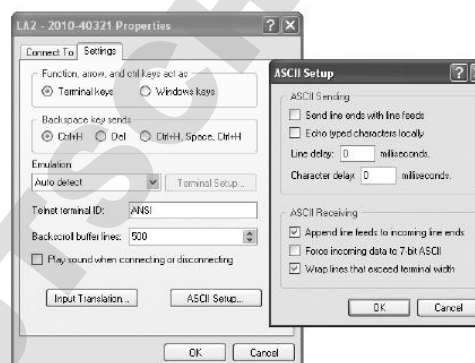 LA2 - 2010-40321 Properties
Connect To
Settings
Function, arrow, and ctrl keys act as
Terminal keys
Windows keys
Backspace key sends
Ctrl+H
Del
Ctrl+H, Space, Ctrl+H
Emulation:
Auto detect
Terminal Setup...
Telnet terminal ID:
ANSI
Backscroll buffer lines:
500
Play sound when connecting or disconnecting
Input Translation...
ASCII Setup...
OK
Cancel
ASCII Setup
ASCII Sending
Send line ends with line feeds
Echo typed characters locally
Line delay: 0 milliseconds.
Character delay: 0 milliseconds.
ASCII Receiving
Append line feeds to incoming line ends
Force incoming data to 7-bit ASCII
Wrap lines that exceed terminal width
OK
Cancel